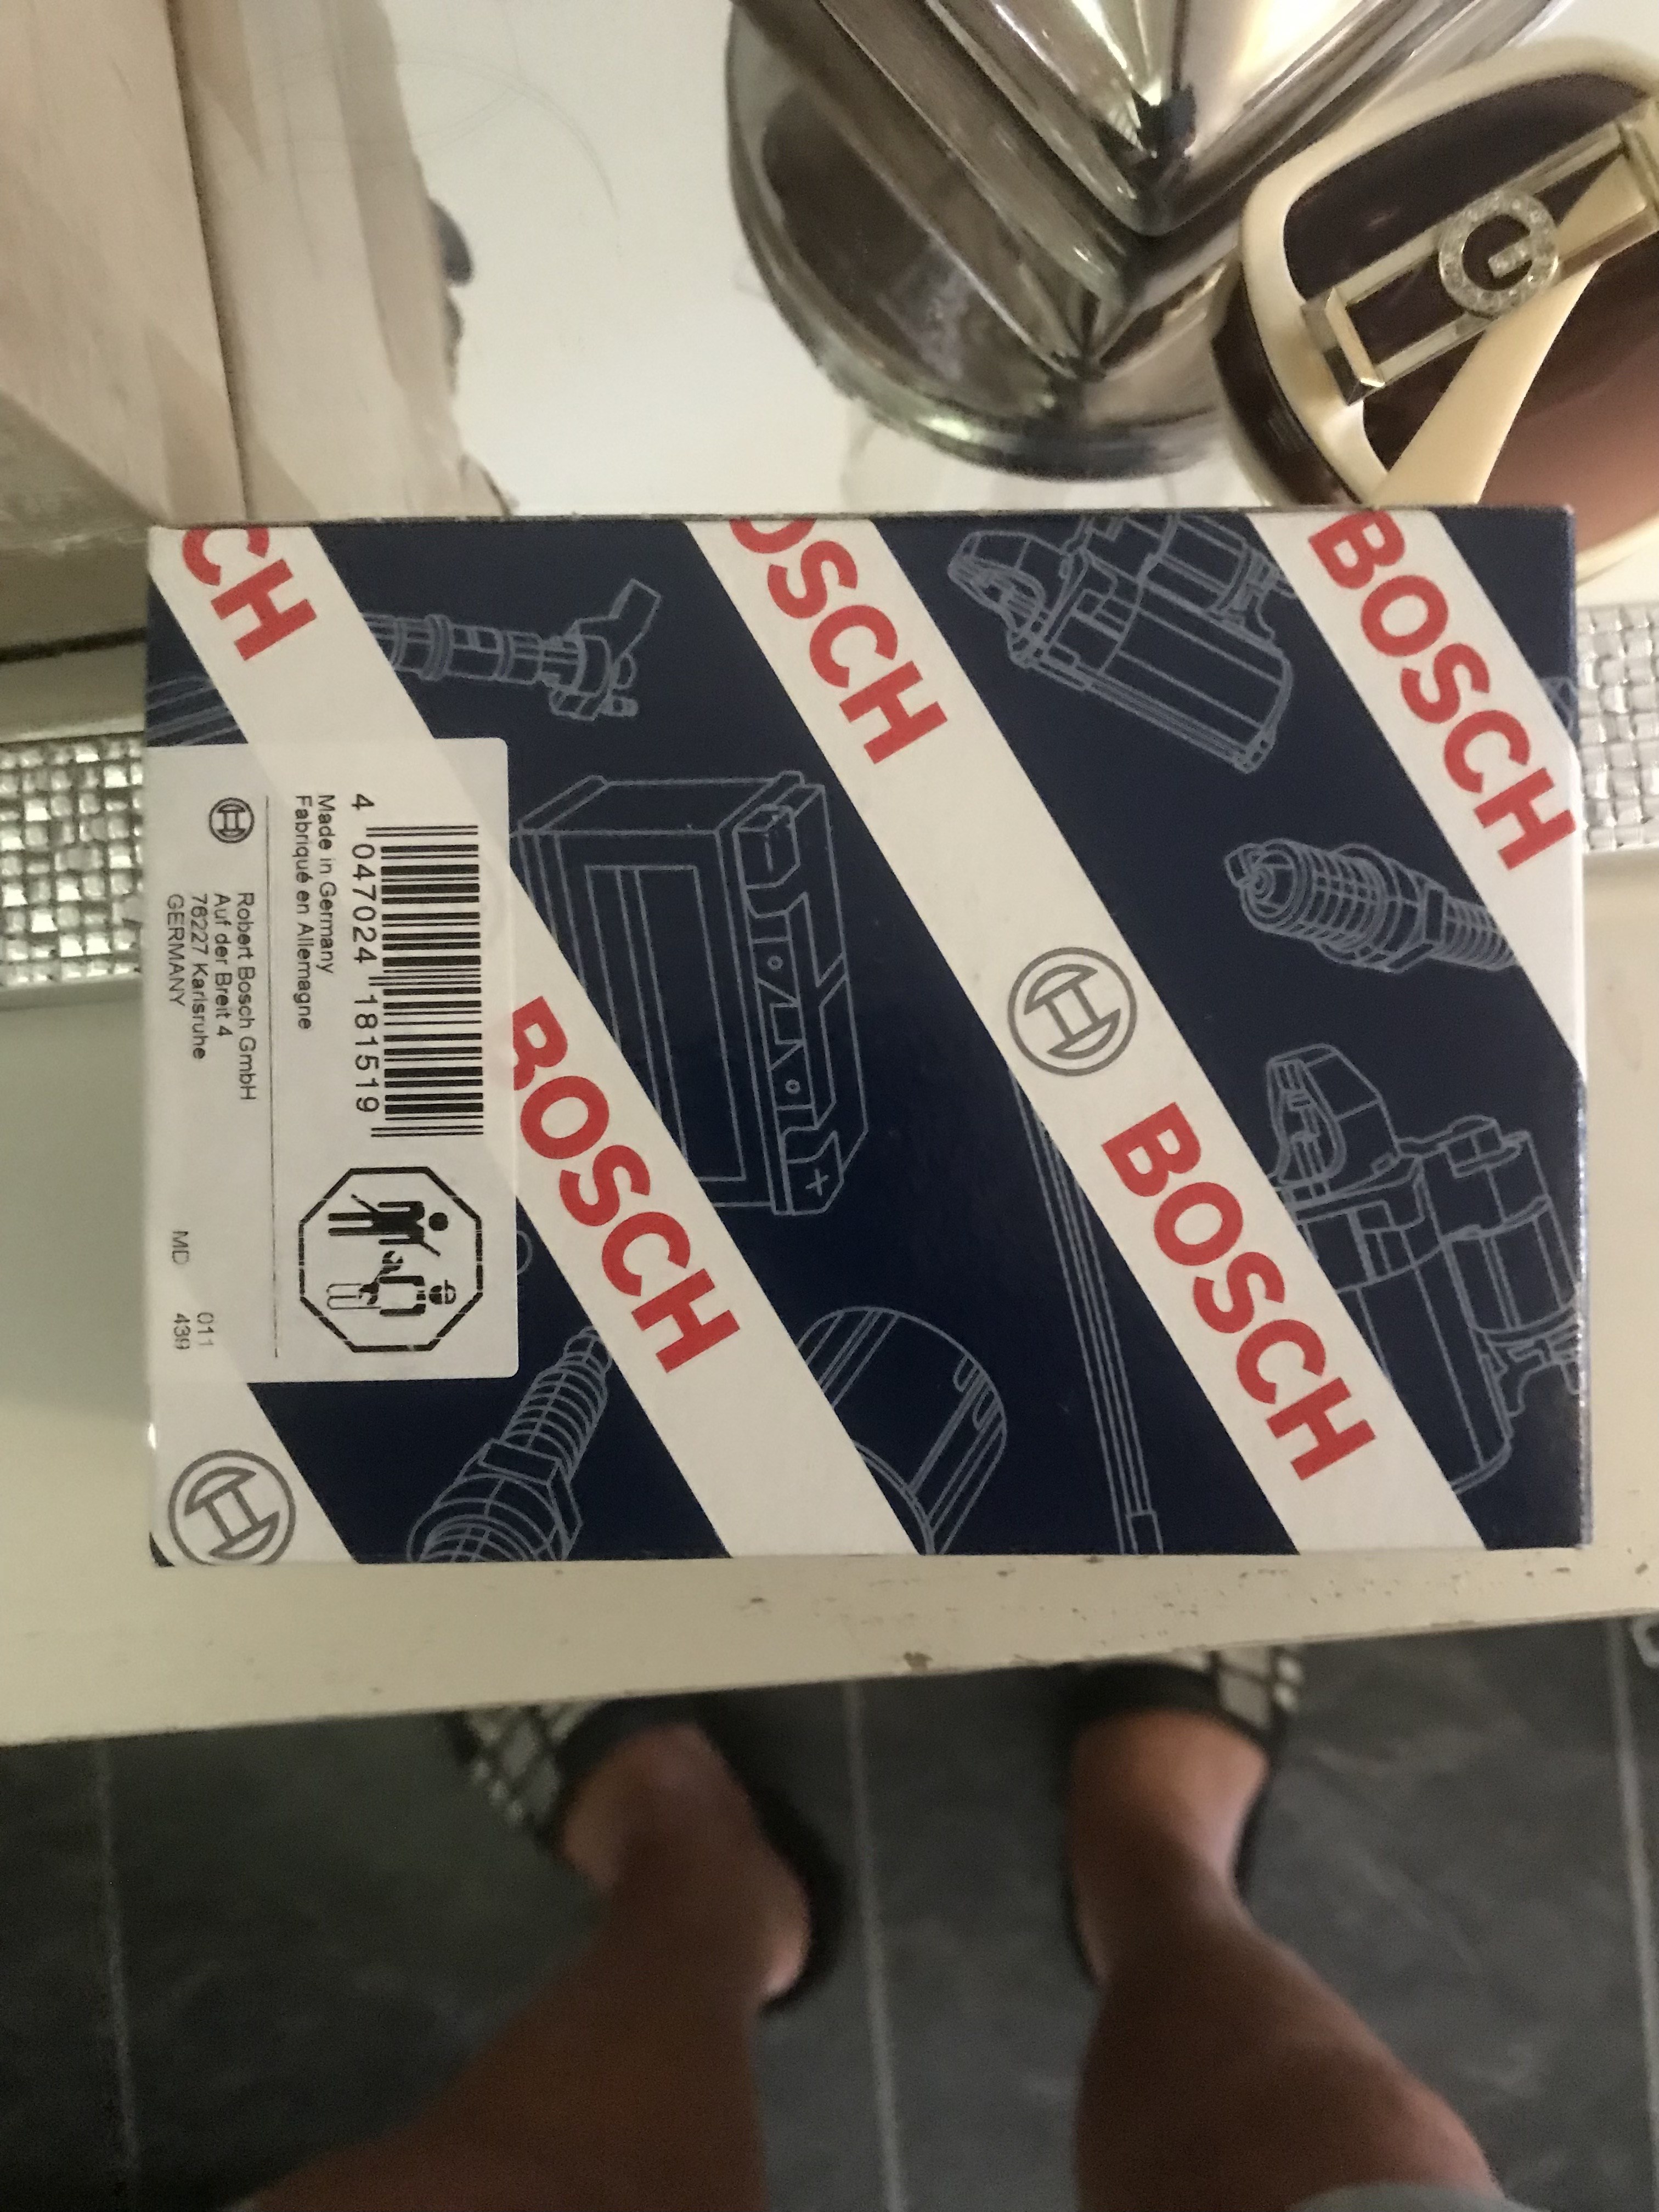 CH
OSCH
BOSCH
BOSCH
BOSCH
4 047024 181519
Made in Germany
Fabriqué en Allemagne
Robert Bosch GmbH
Auf der Breit 4
76227 Karlsruhe
GERMANY
MD
011
439
G